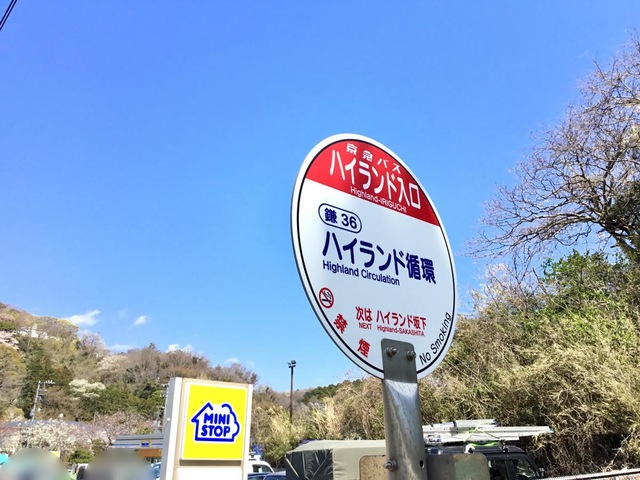 京急バス
ハイランド入口
Highland-IRIGUCHI
鎌 36
ハイランド循環
Highland Circulation
次は ハイランド坂下
NEXT Highland-SAKASHITA
禁煙
No Smoking
MINI
STOP